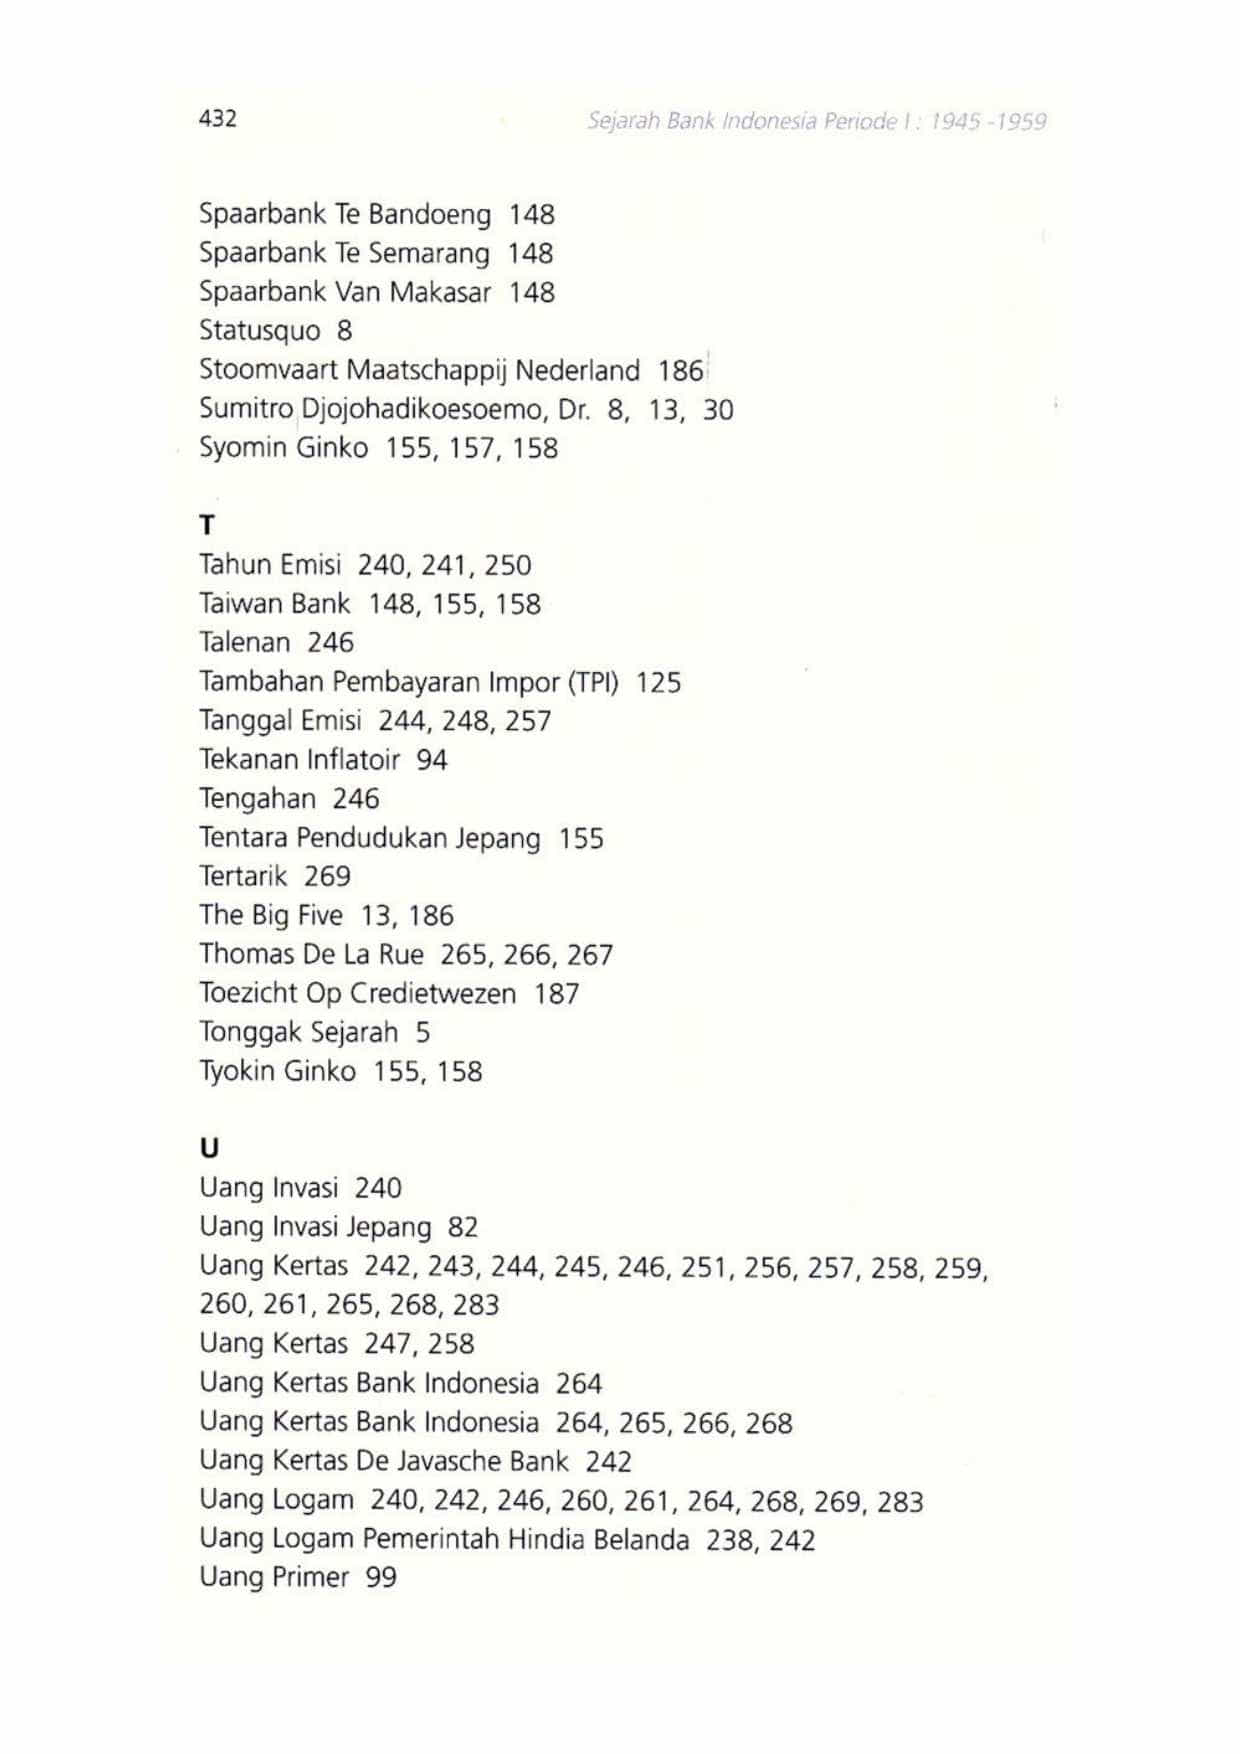 432
Sejarah Bank Indonesia Periode I : 1945 -1959
Spaarbank Te Bandoeng 148
Spaarbank Te Semarang 148
Spaarbank Van Makasar 148
Statusquo 8
Stoomvaart Maatschappij Nederland 186
Sumitro Djojohadikoesoemo, Dr. 8, 13, 30
Syomin Ginko 155, 157, 158
T
Tahun Emisi 240, 241, 250
Taiwan Bank 148, 155, 158
Talenan 246
Tambahan Pembayaran Impor (TPI) 125
Tanggal Emisi 244, 248, 257
Tekanan Inflatoir 94
Tengahan 246
Tentara Pendudukan Jepang 155
Tertarik 269
The Big Five 13, 186
Thomas De La Rue 265, 266, 267
Toezicht Op Credietwezen 187
Tonggak Sejarah 5
Tyokin Ginko 155, 158
U
Uang Invasi 240
Uang Invasi Jepang 82
Uang Kertas 242, 243, 244, 245, 246, 251, 256, 257, 258, 259,
260, 261, 265, 268, 283
Uang Kertas 247, 258
Uang Kertas Bank Indonesia 264
Uang Kertas Bank Indonesia 264, 265, 266, 268
Uang Kertas De Javasche Bank 242
Uang Logam 240, 242, 246, 260, 261, 264, 268, 269, 283
Uang Logam Pemerintah Hindia Belanda 238, 242
Uang Primer 99